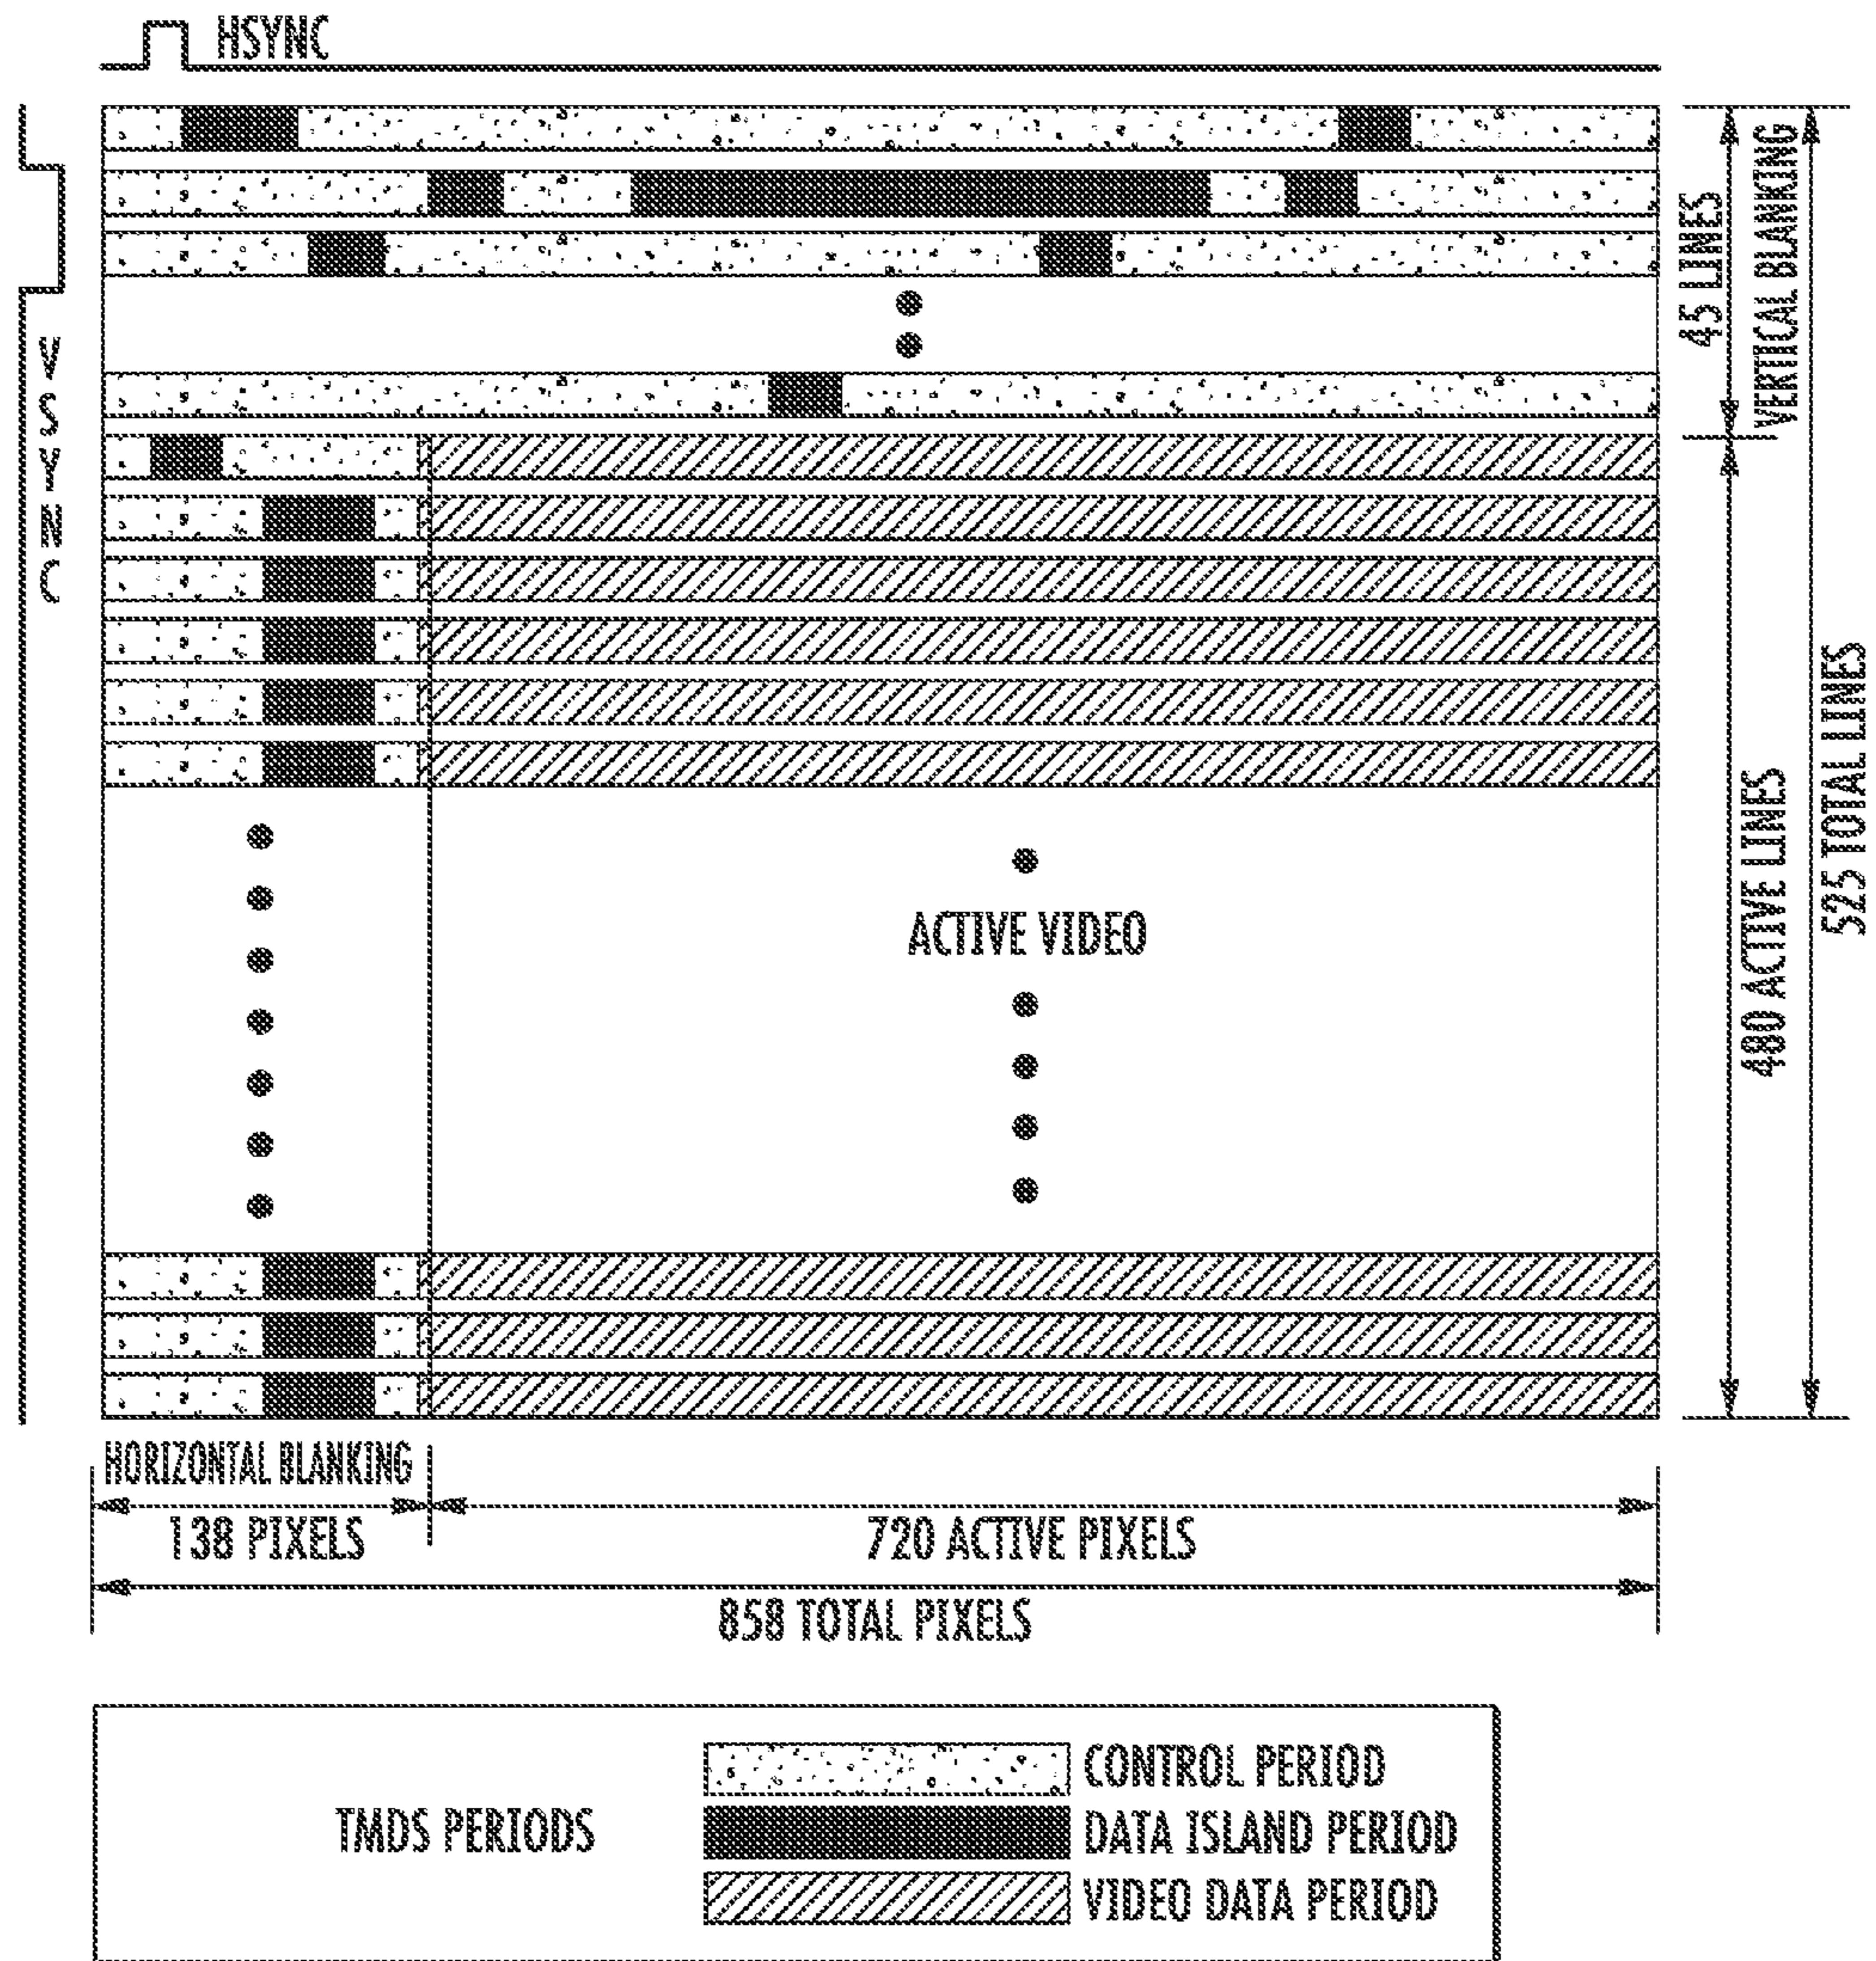 HSYNC
VSYNC
45 LINES
VERTICAL BLANKING
480 ACTIVE LINES
525 TOTAL LINES
ACTIVE VIDEO
HORIZONTAL BLANKING
138 PIXELS
720 ACTIVE PIXELS
858 TOTAL PIXELS
TMDS PERIODS
CONTROL PERIOD
DATA ISLAND PERIOD
VIDEO DATA PERIOD